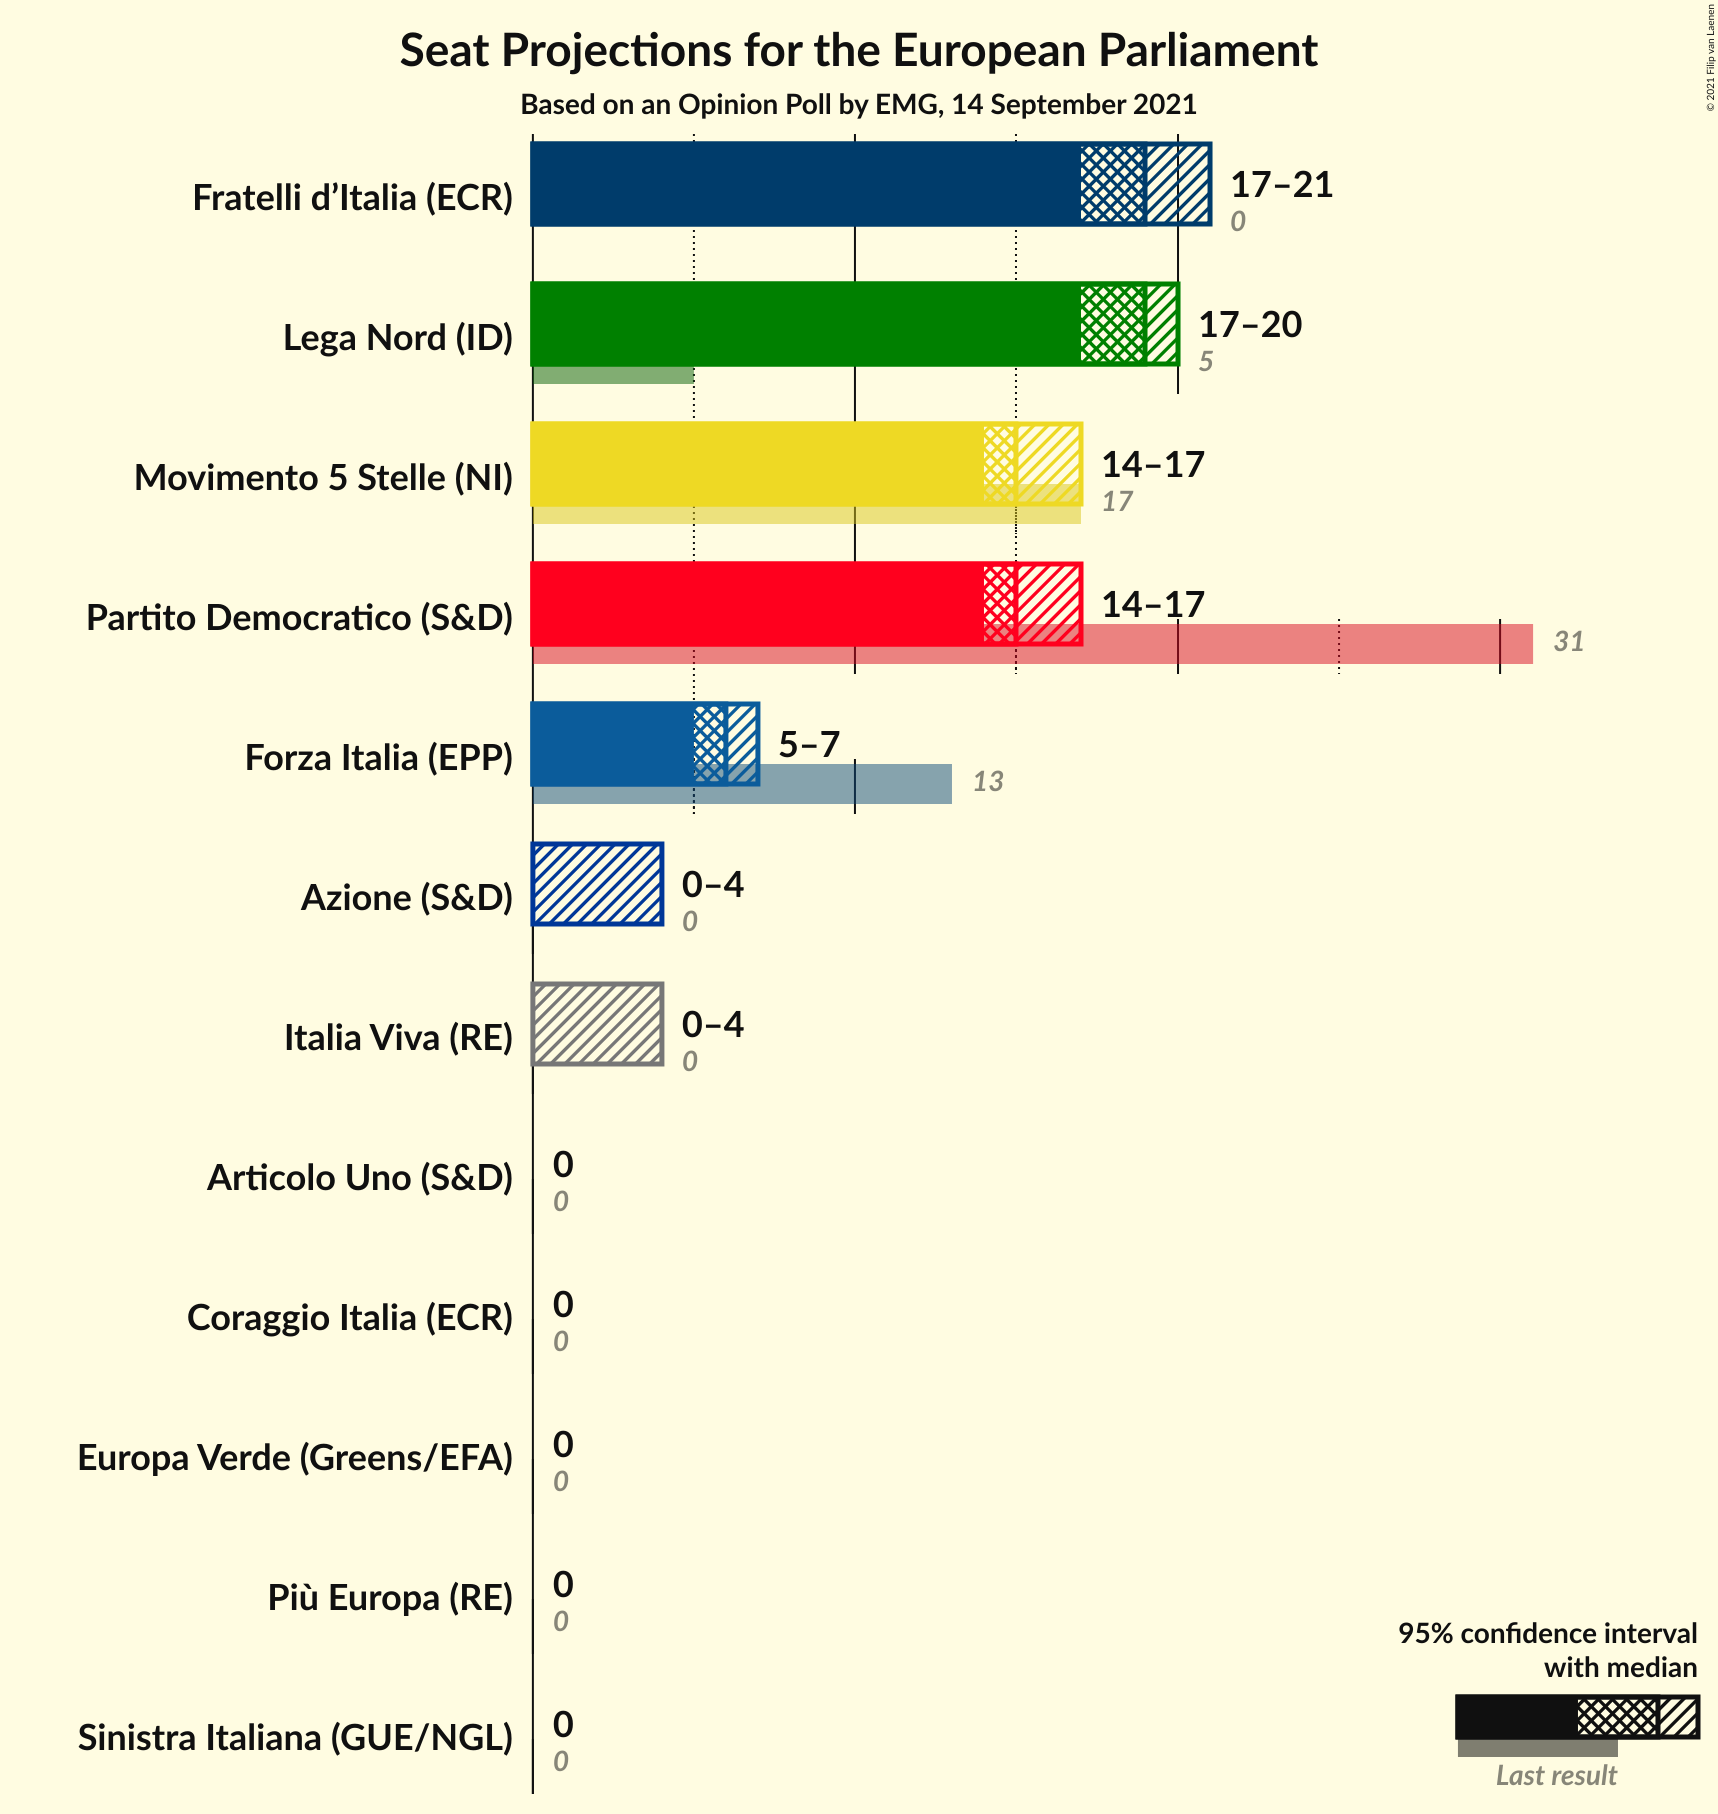 Seat Projections for the European Parliament
Based on an Opinion Poll by EMG, 14 September 2021
© 2021 Filip van Laenen
Fratelli d’Italia (ECR)
17–21
0
Lega Nord (ID)
17–20
5
Movimento 5 Stelle (NI)
14–17
17
Partito Democratico (S&D)
14–17
31
Forza Italia (EPP)
5–7
13
Azione (S&D)
0–4
0
Italia Viva (RE)
0–4
0
Articolo Uno (S&D)
0
0
Coraggio Italia (ECR)
0
0
Europa Verde (Greens/EFA)
0
0
Più Europa (RE)
0
0
Sinistra Italiana (GUE/NGL)
0
0
95% confidence interval
with median
Last result